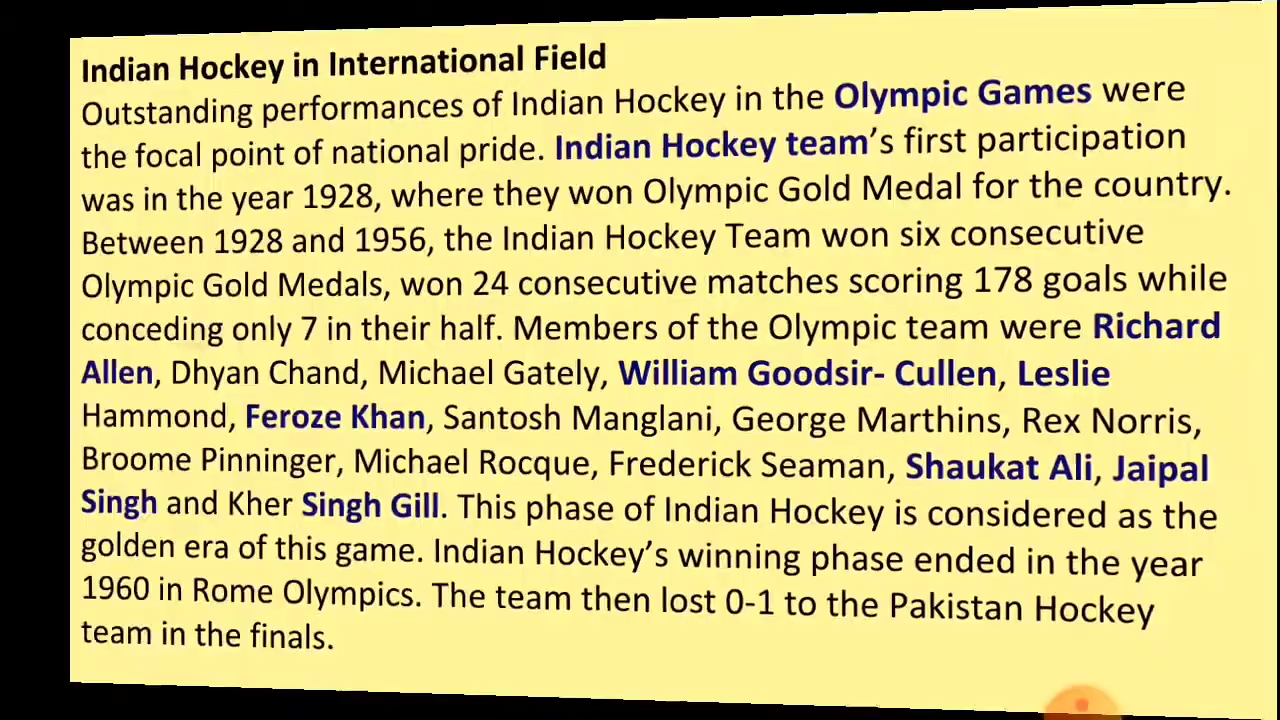 Indian Hockey in International Field
Outstanding performances of Indian Hockey in the Olympic Games were
the focal point of national pride. Indian Hockey team’s first participation
was in the year 1928, where they won Olympic Gold Medal for the country.
Between 1928 and 1956, the Indian Hockey Team won six consecutive
Olympic Gold Medals, won 24 consecutive matches scoring 178 goals while
conceding only 7 in their half. Members of the Olympic team were Richard
Allen, Dhyan Chand, Michael Gately, William Goodsir- Cullen, Leslie
Hammond, Feroze Khan, Santosh Manglani, George Marthins, Rex Norris,
Broome Pinninger, Michael Rocque, Frederick Seaman, Shaukat Ali, Jaipal
Singh and Kher Singh Gill. This phase of Indian Hockey is considered as the
golden era of this game. Indian Hockey’s winning phase ended in the year
1960 in Rome Olympics. The team then lost 0-1 to the Pakistan Hockey
team in the finals.